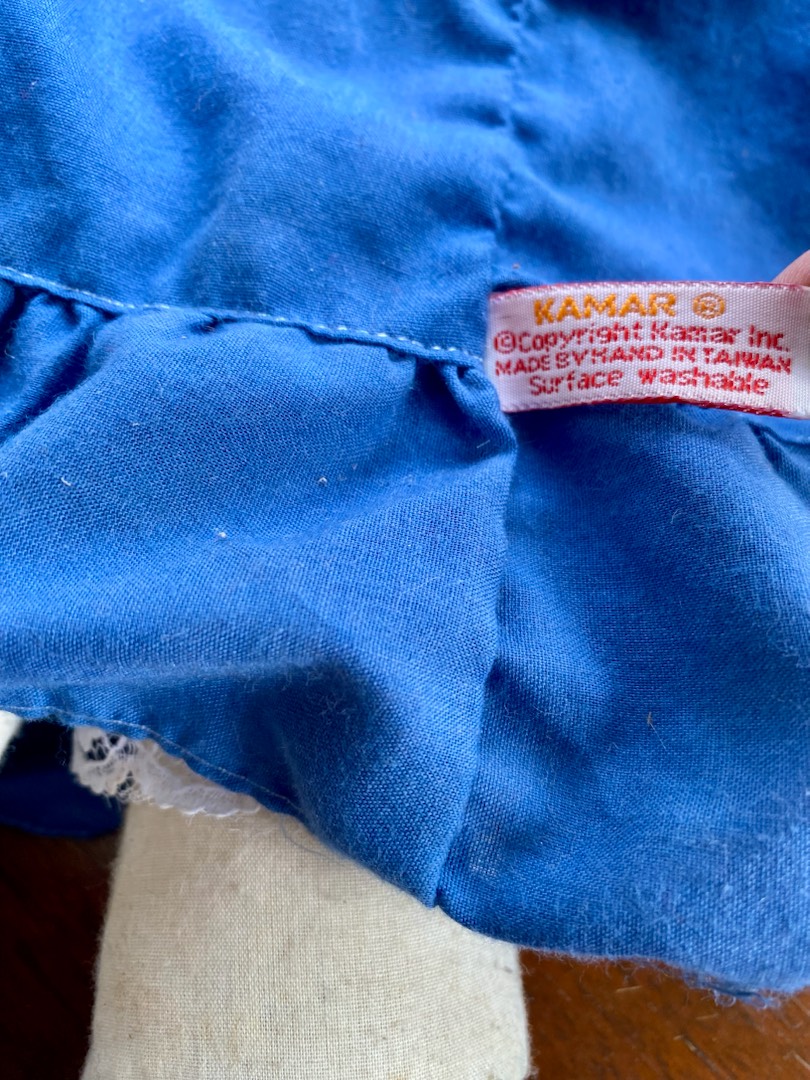 KAMAR ®
©Copyright Kamar Inc.
MADE BY HAND IN TAIWAN
Surface washable